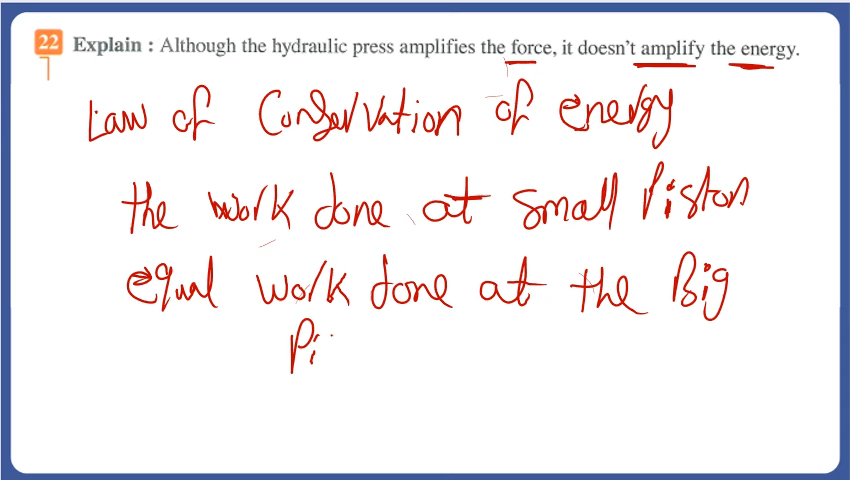 22 Explain : Although the hydraulic press amplifies the force, it doesn't amplify the energy.
Law of Conservation of energy
the work done at small Piston
equal work done at the Big
Pi